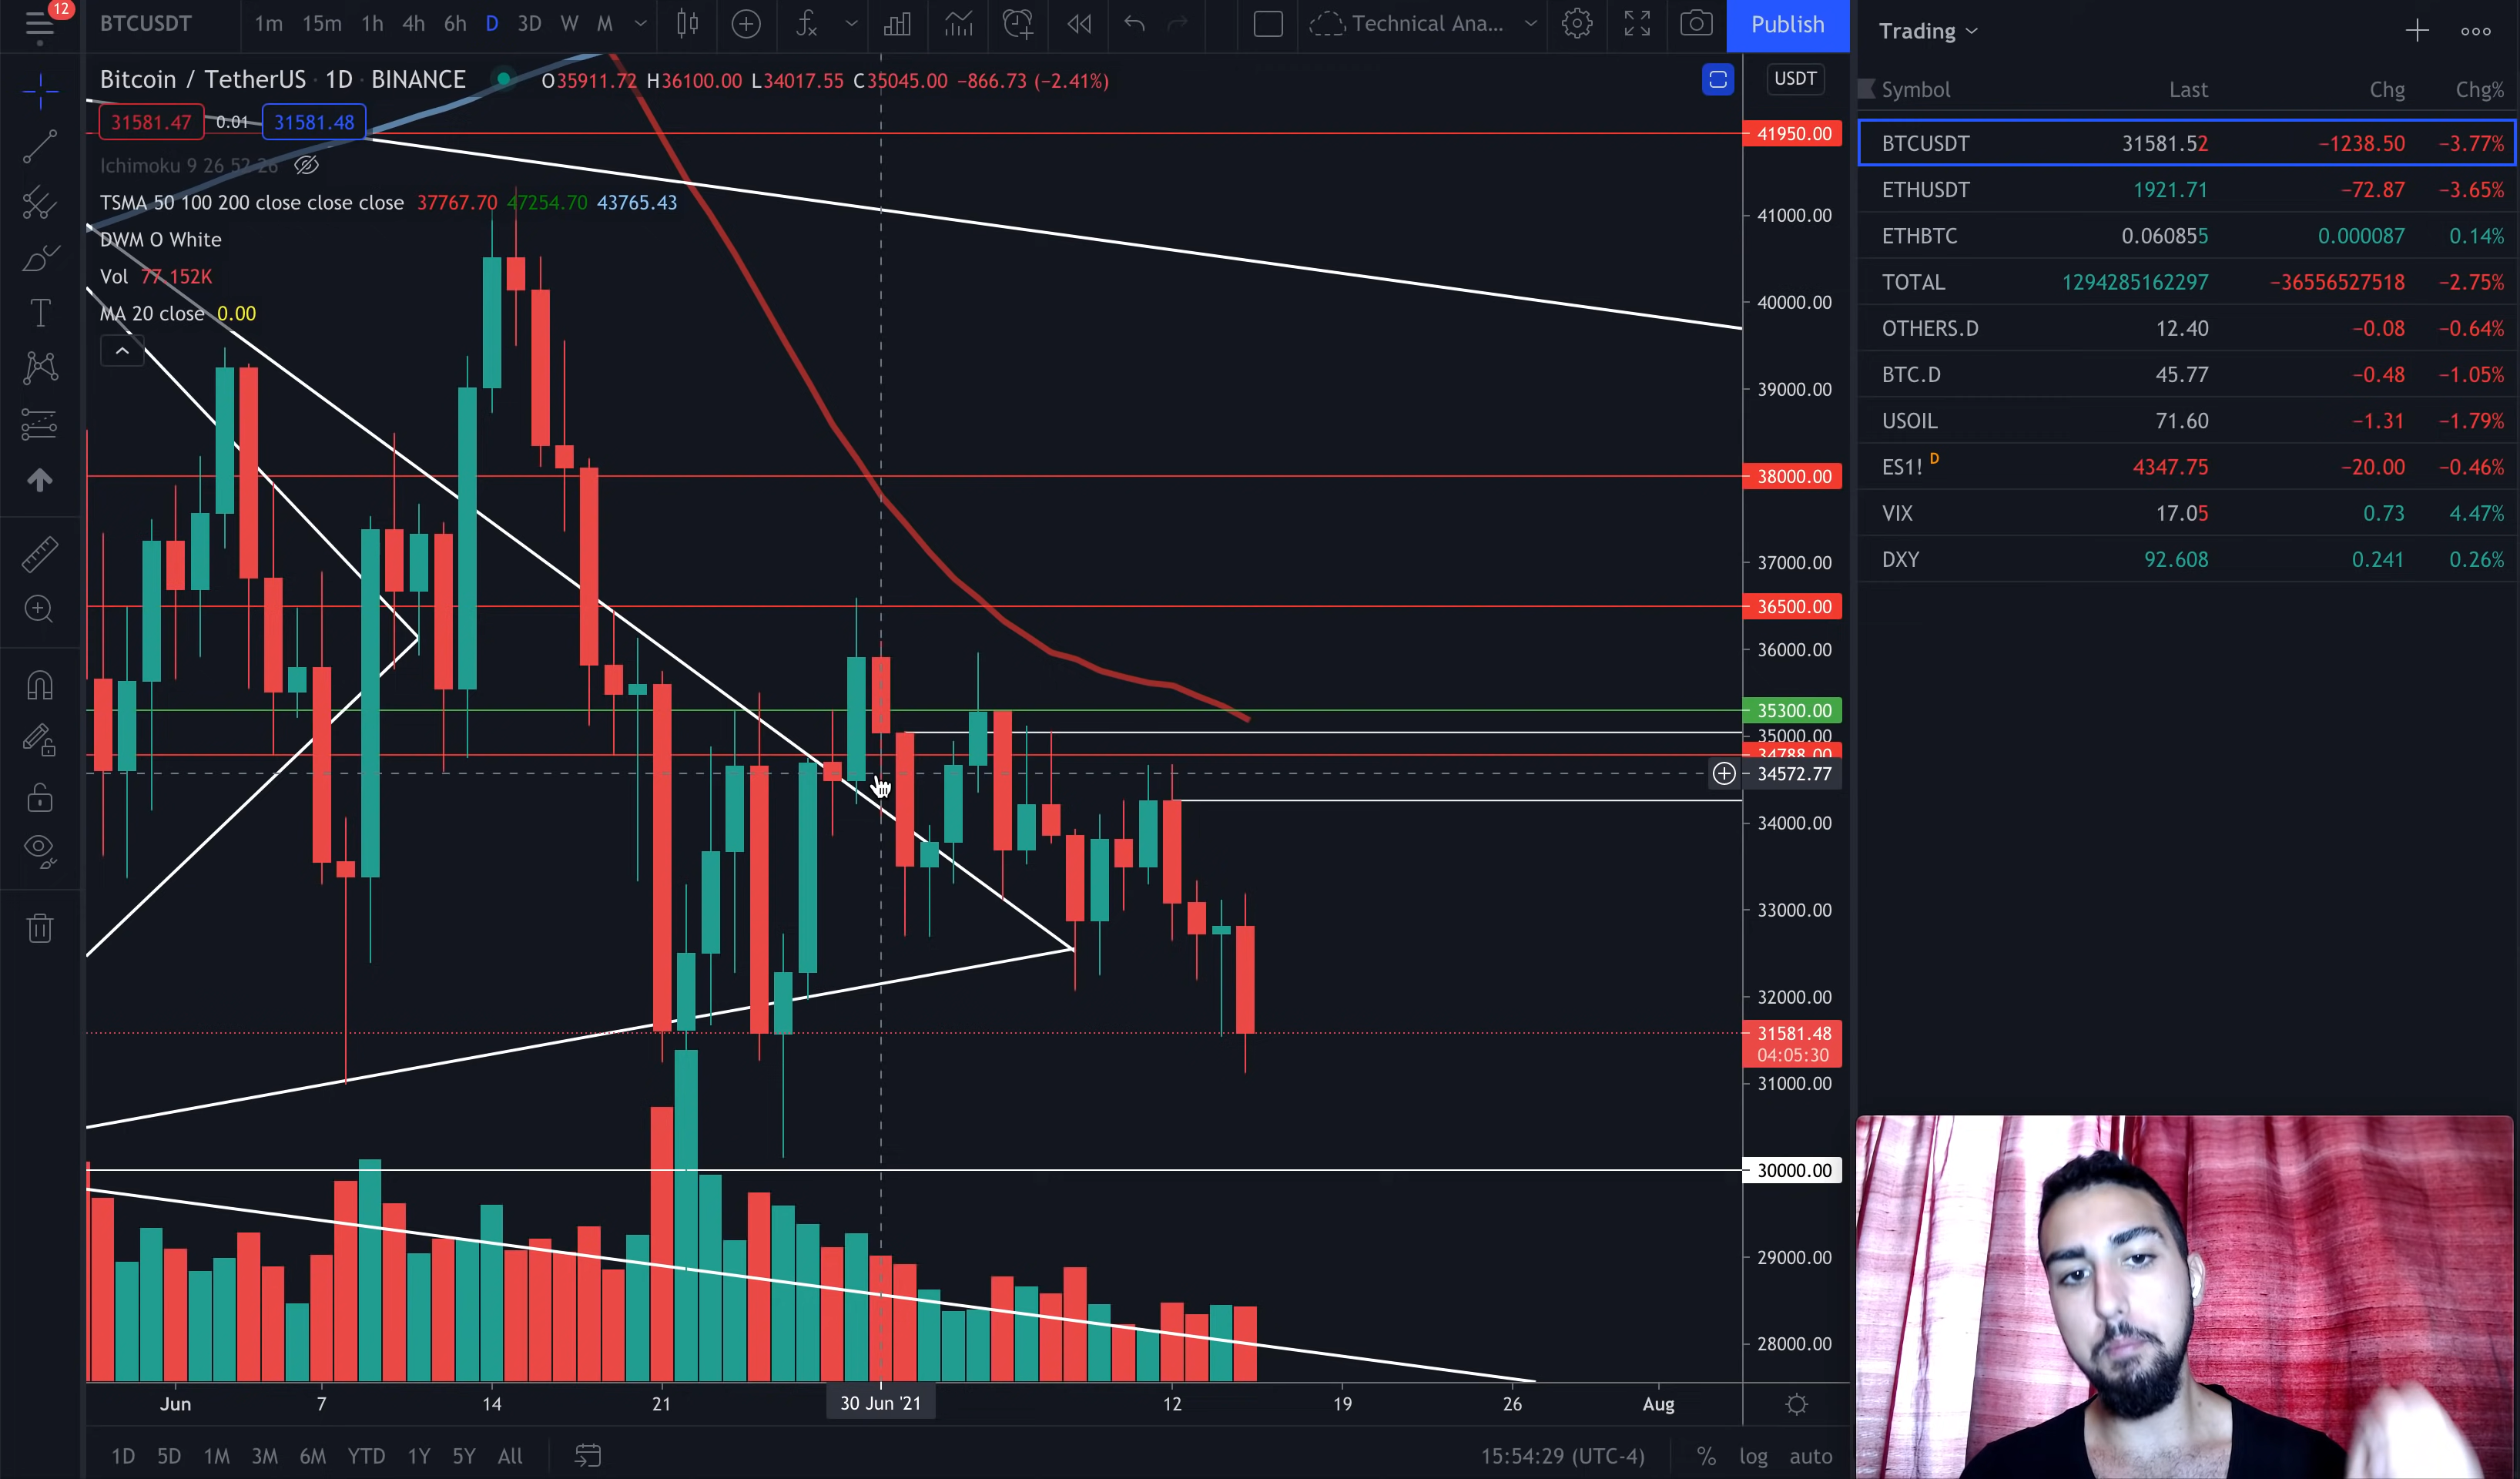 12
BTCUSDT 1m 15m 1h 4h 6h D 3D W M Technical Ana... Publish
Bitcoin / TetherUS · 1D · BINANCE O35911.72 H36100.00 L34017.55 C35045.00 −866.73 (−2.41%) USDT
31581.47 0.01 31581.48
Ichimoku 9 26 52 26
TSMA 50 100 200 close close close 37767.70 47254.70 43765.43
DWM O White
Vol 77.152K
MA 20 close 0.00
41950.00
41000.00
40000.00
39000.00
38000.00
37000.00
36500.00
36000.00
35300.00
35000.00
34788.00
34572.77
34000.00
33000.00
32000.00
31581.48
04:05:30
31000.00
30000.00
29000.00
28000.00
Jun 7 14 21 30 Jun '21 12 19 26 Aug
1D 5D 1M 3M 6M YTD 1Y 5Y All 15:54:29 (UTC-4) % log auto
Trading
Symbol Last Chg Chg%
BTCUSDT 31581.52 −1238.50 −3.77%
ETHUSDT 1921.71 −72.87 −3.65%
ETHBTC 0.060855 0.000087 0.14%
TOTAL 1294285162297 −36556527518 −2.75%
OTHERS.D 12.40 −0.08 −0.64%
BTC.D 45.77 −0.48 −1.05%
USOIL 71.60 −1.31 −1.79%
ES1! D 4347.75 −20.00 −0.46%
VIX 17.05 0.73 4.47%
DXY 92.608 0.241 0.26%